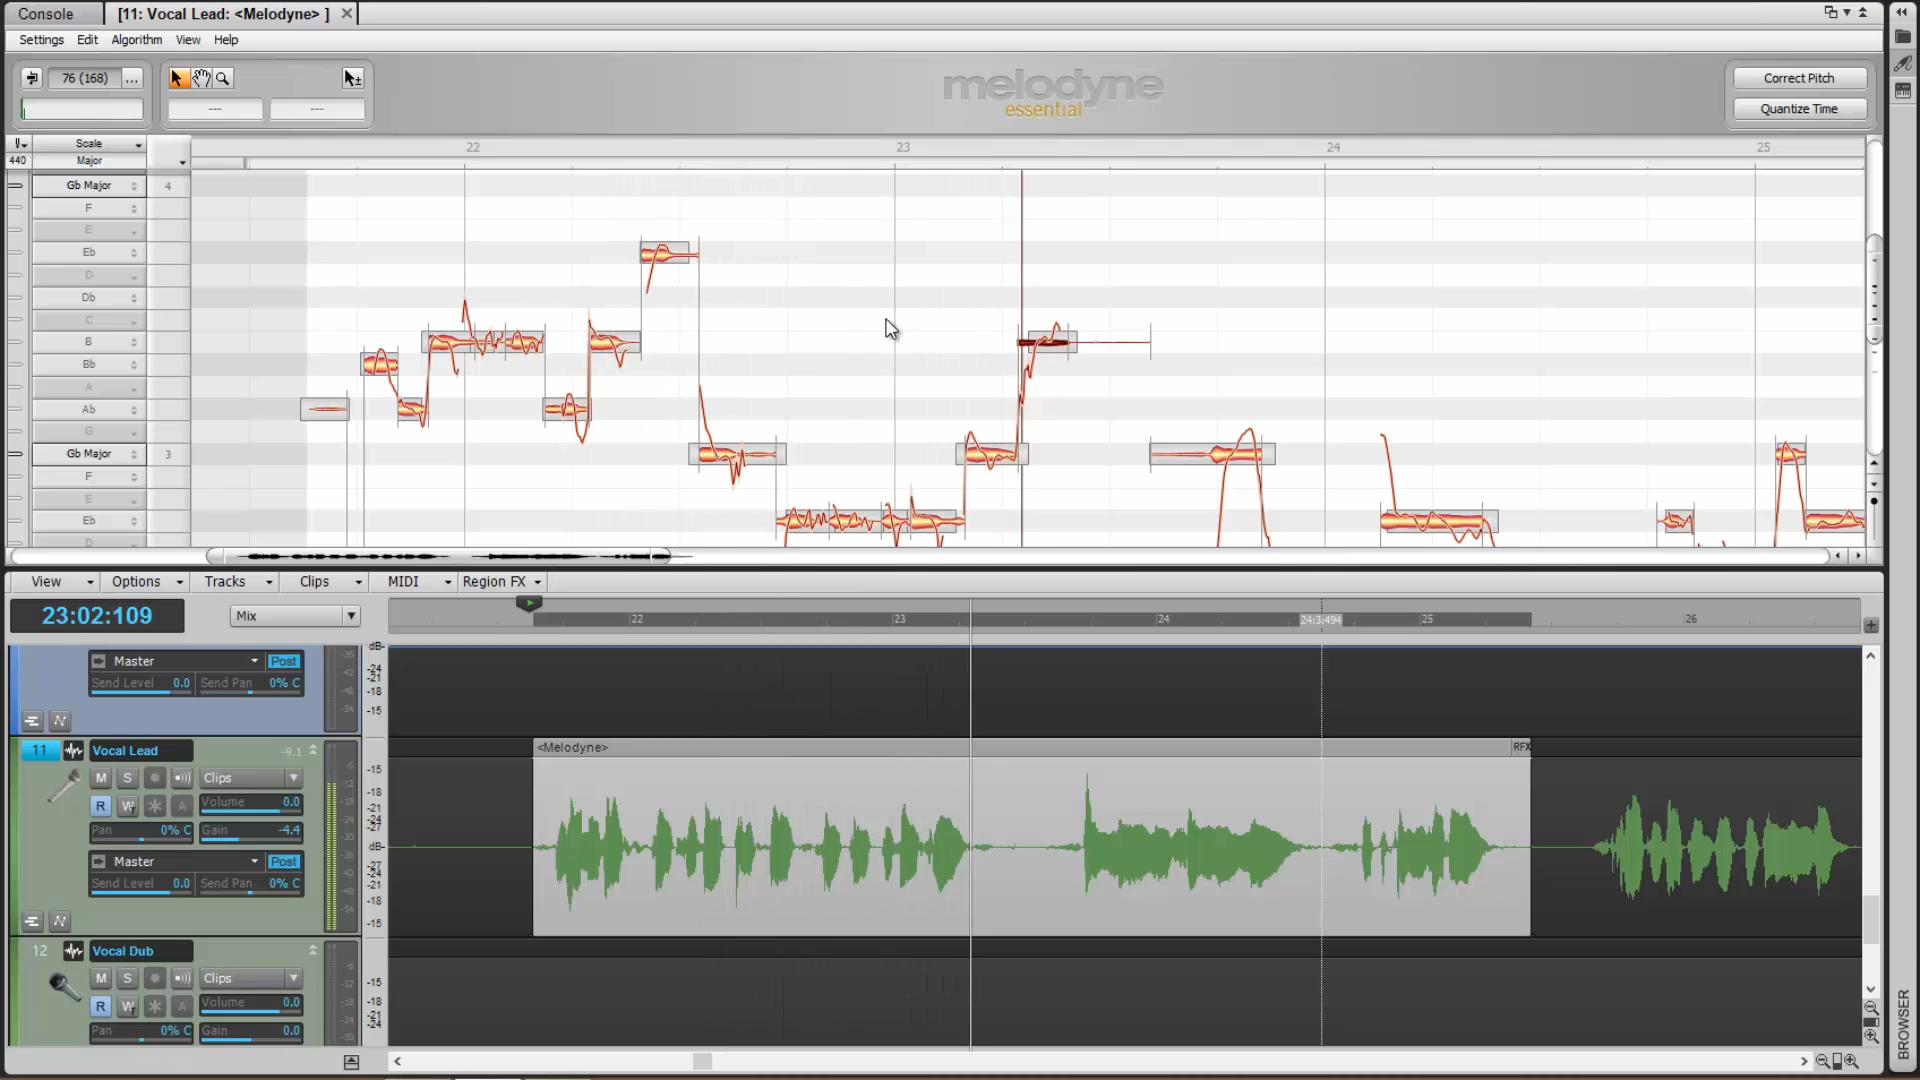 Console [11: Vocal Lead: <Melodyne> ]
Settings Edit Algorithm View Help
76 (168) ...
--- ---
melodyne
essential
Correct Pitch
Quantize Time
Scale
440 Major
22 23 24 25
Gb Major 4
F
E
Eb
D
Db
C
B
Bb
A
Ab
G
Gb Major 3
F
E
Eb
D
View Options Tracks Clips MIDI Region FX
23:02:109 Mix
22 23 24 24:3:494 25 26
Master Post
Send Level 0.0 Send Pan 0% C
dB-
-24
-21
-18
-15
11 Vocal Lead -9.1
<Melodyne> RFX
M S Clips
R W A Volume 0.0
Pan 0% C Gain -4.4
Master Post
Send Level 0.0 Send Pan 0% C
-15
-18
-21
-24
-27
dB-
-27
-24
-21
-18
-15
12 Vocal Dub
M S Clips
R W A Volume 0.0
Pan 0% C Gain 0.0
-15
-18
-21
-24
BROWSER